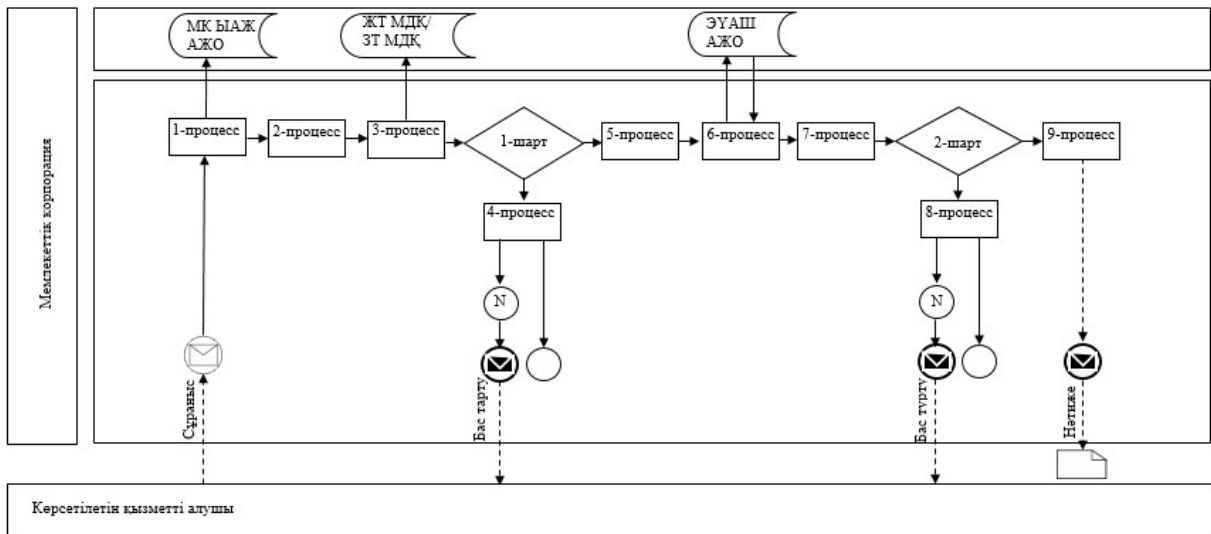 МК ЫАЖ
АЖО
ЖТ МДҚ/
ЗТ МДҚ
ЭҮАШ
АЖО
Мемлекеттік корпорация
1-процесс
2-процесс
3-процесс
1-шарт
5-процесс
6-процесс
7-процесс
2-шарт
9-процесс
4-процесс
8-процесс
N
N
Сұраныс
Бас тарту
Бас түрту
Нәтиже
Көрсетілетін қызметті алушы